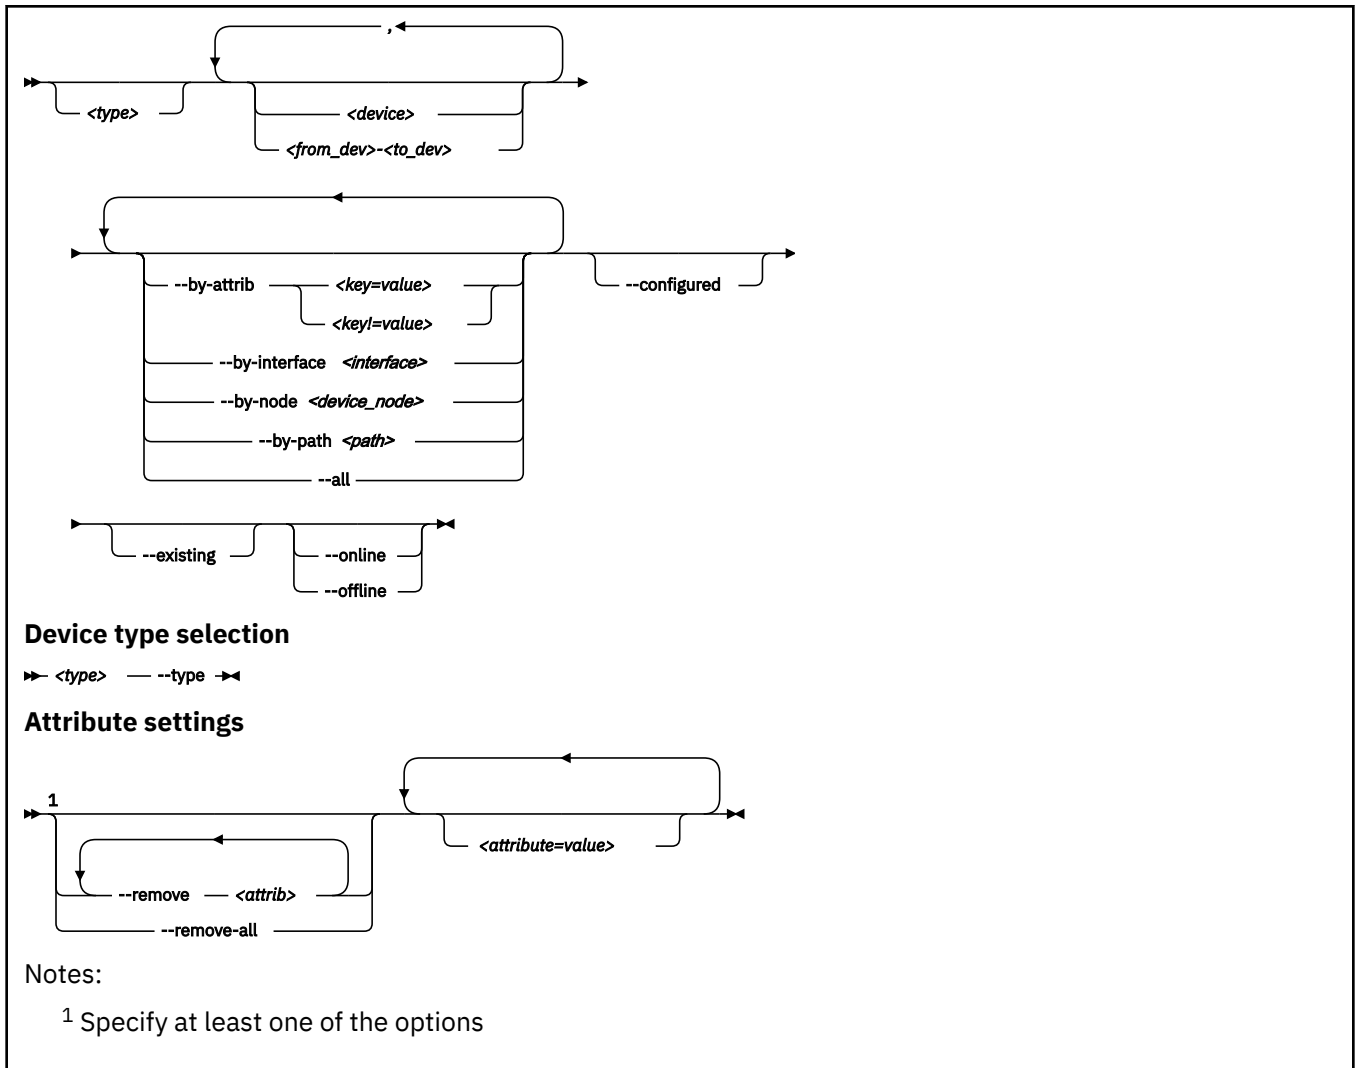 ,
<type>
<device>
<from_dev>-<to_dev>
--by-attrib <key=value> --configured
<key!=value>
--by-interface <interface>
--by-node <device_node>
--by-path <path>
--all
--existing --online
--offline
Device type selection
<type> --type
Attribute settings
1
<attribute=value>
--remove <attrib>
--remove-all
Notes:
1 Specify at least one of the options